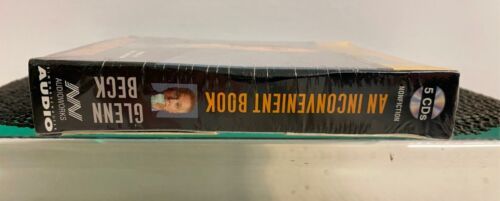 NONFICTION
5 CDs
AN INCONVENIENT BOOK
GLENN
BECK
AUDIOWORKS
AUDIO